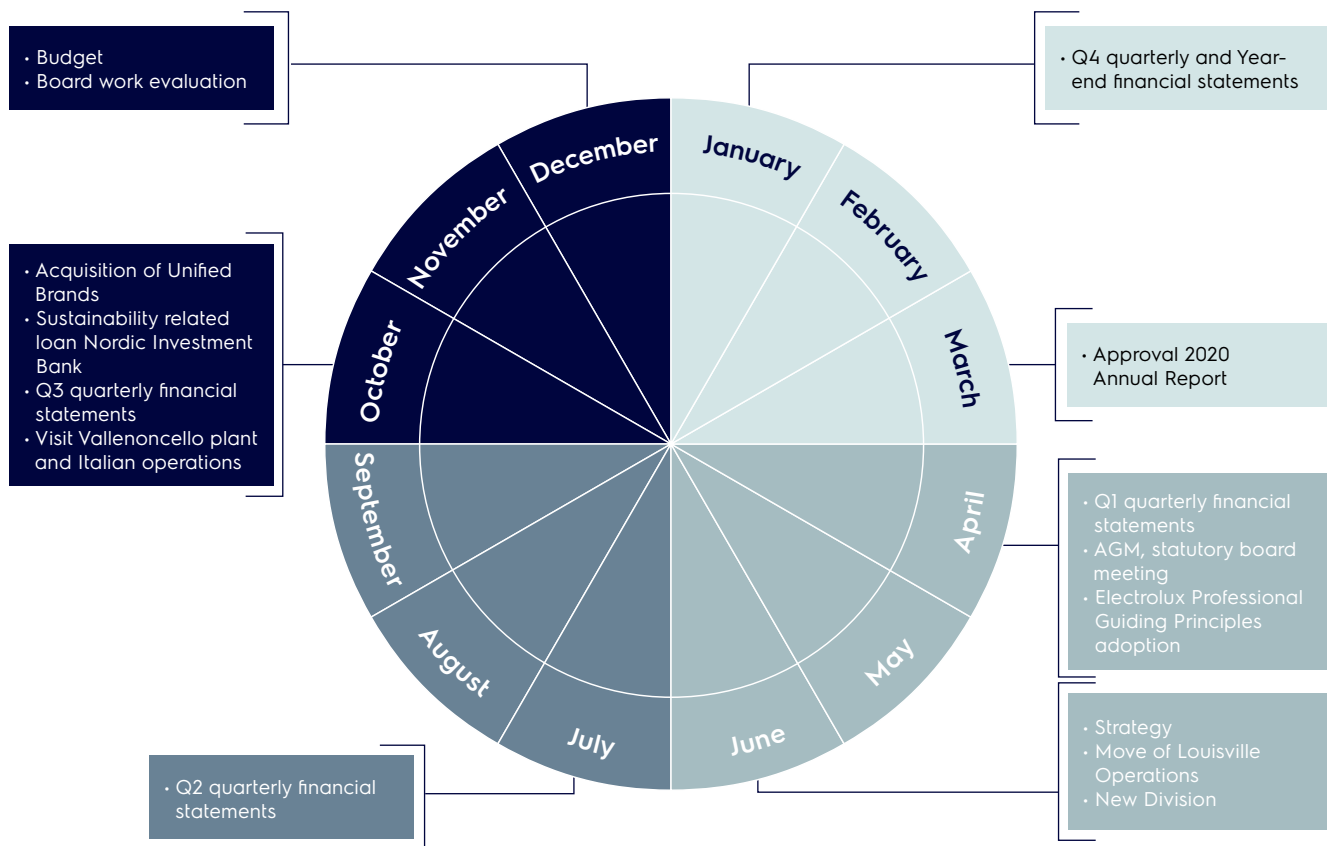 • Budget
• Board work evaluation
• Q4 quarterly and Year-
end financial statements
December
January
November
February
October
March
September
April
August
May
July
June
• Acquisition of Unified
Brands
• Sustainability related
loan Nordic Investment
Bank
• Q3 quarterly financial
statements
• Visit Vallenoncello plant
and Italian operations
• Approval 2020
Annual Report
• Q1 quarterly financial
statements
• AGM, statutory board
meeting
• Electrolux Professional
Guiding Principles
adoption
• Strategy
• Move of Louisville
Operations
• New Division
• Q2 quarterly financial
statements